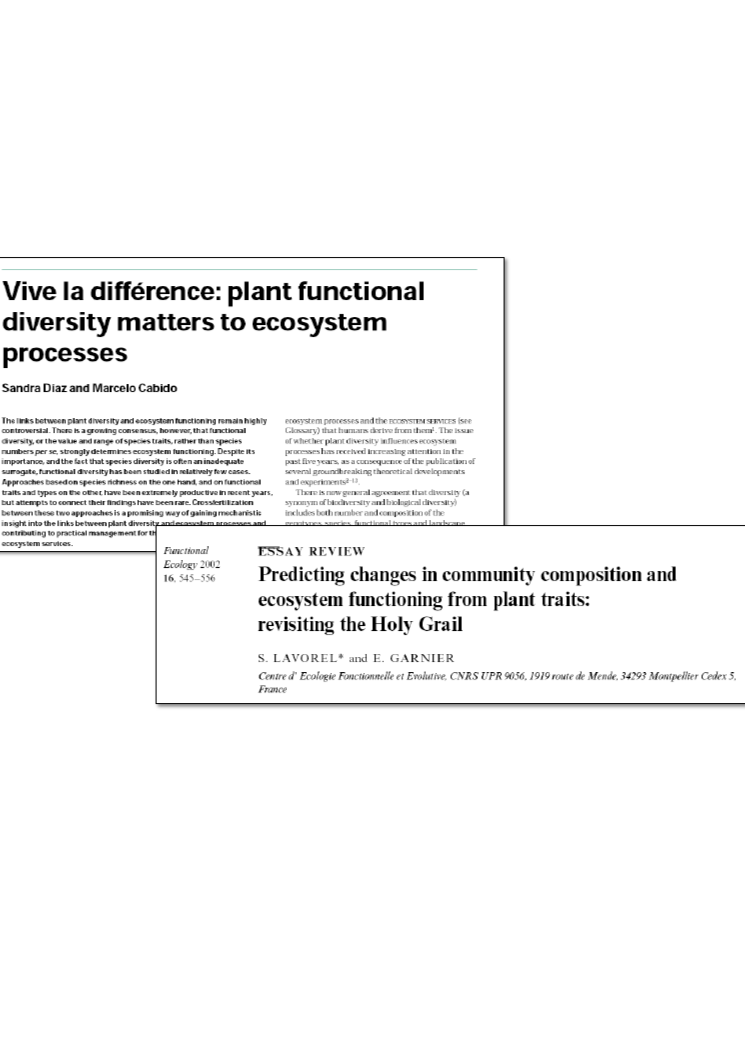 Vive la différence: plant functional
diversity matters to ecosystem
processes
Sandra Díaz and Marcelo Cabido
The links between plant diversity and ecosystem functioning remain highly
controversial. There is a growing consensus, however, that functional
diversity, or the value and range of species traits, rather than species
numbers per se, strongly determines ecosystem functioning. Despite its
importance, and the fact that species diversity is often an inadequate
surrogate, functional diversity has been studied in relatively few cases.
Approaches based on species richness on the one hand, and on functional
traits and types on the other, have been extremely productive in recent years,
but attempts to connect their findings have been rare. Crossfertilization
between these two approaches is a promising way of gaining mechanistic
insight into the links between plant diversity and ecosystem processes and
contributing to practical management for th
ecosystem services.
ecosystem processes and the ECOSYSTEM SERVICES (see
Glossary) that humans derive from them¹. The issue
of whether plant diversity influences ecosystem
processes has received increasing attention in the
past five years, as a consequence of the publication of
several groundbreaking theoretical developments
and experiments²⁻¹³.
There is now general agreement that diversity (a
synonym of biodiversity and biological diversity)
includes both number and composition of the
genotypes, species, functional types and landscape
Functional
Ecology 2002
16, 545–556
ESSAY REVIEW
Predicting changes in community composition and
ecosystem functioning from plant traits:
revisiting the Holy Grail
S. LAVOREL* and E. GARNIER
Centre d' Ecologie Fonctionnelle et Evolutive, CNRS UPR 9056, 1919 route de Mende, 34293 Montpellier Cedex 5,
France